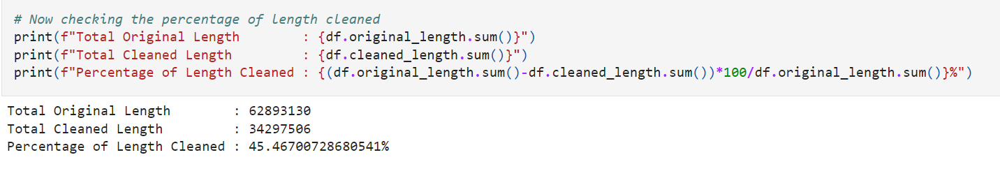 # Now checking the percentage of length cleaned
print(f"Total Original Length        : {df.original_length.sum()}")
print(f"Total Cleaned Length         : {df.cleaned_length.sum()}")
print(f"Percentage of Length Cleaned : {(df.original_length.sum()-df.cleaned_length.sum())*100/df.original_length.sum()}%")
Total Original Length        : 62893130
Total Cleaned Length         : 34297506
Percentage of Length Cleaned : 45.46700728680541%